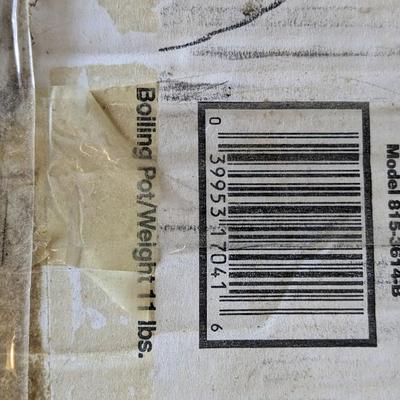 Model 815-3614-B
0 39953 17041 6
Boiling Pot/Weight 11 lbs.